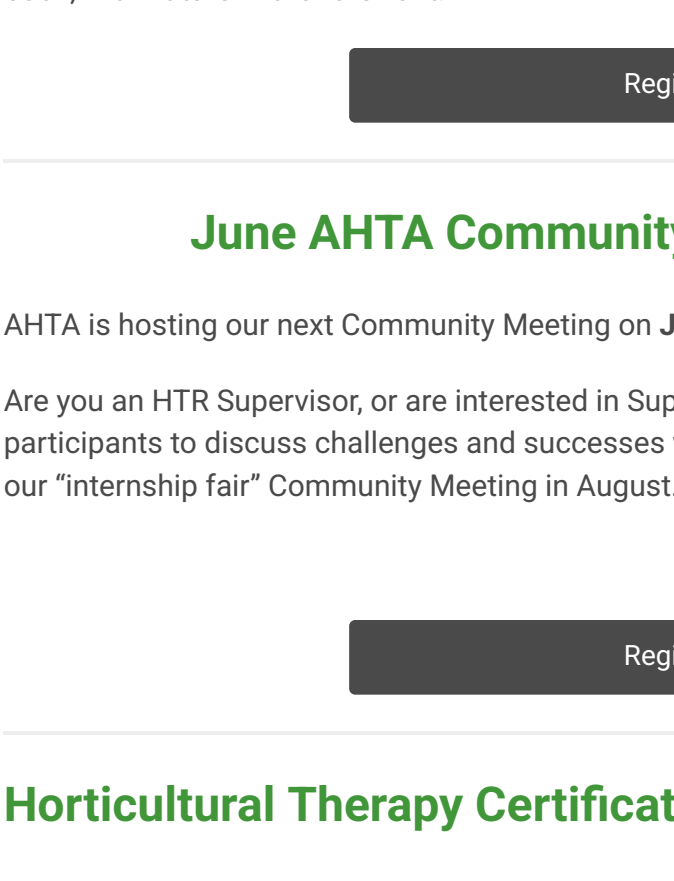 Regi
June AHTA Community
AHTA is hosting our next Community Meeting on J
Are you an HTR Supervisor, or are interested in Sup
participants to discuss challenges and successes
our “internship fair” Community Meeting in August.
Regi
Horticultural Therapy Certificat